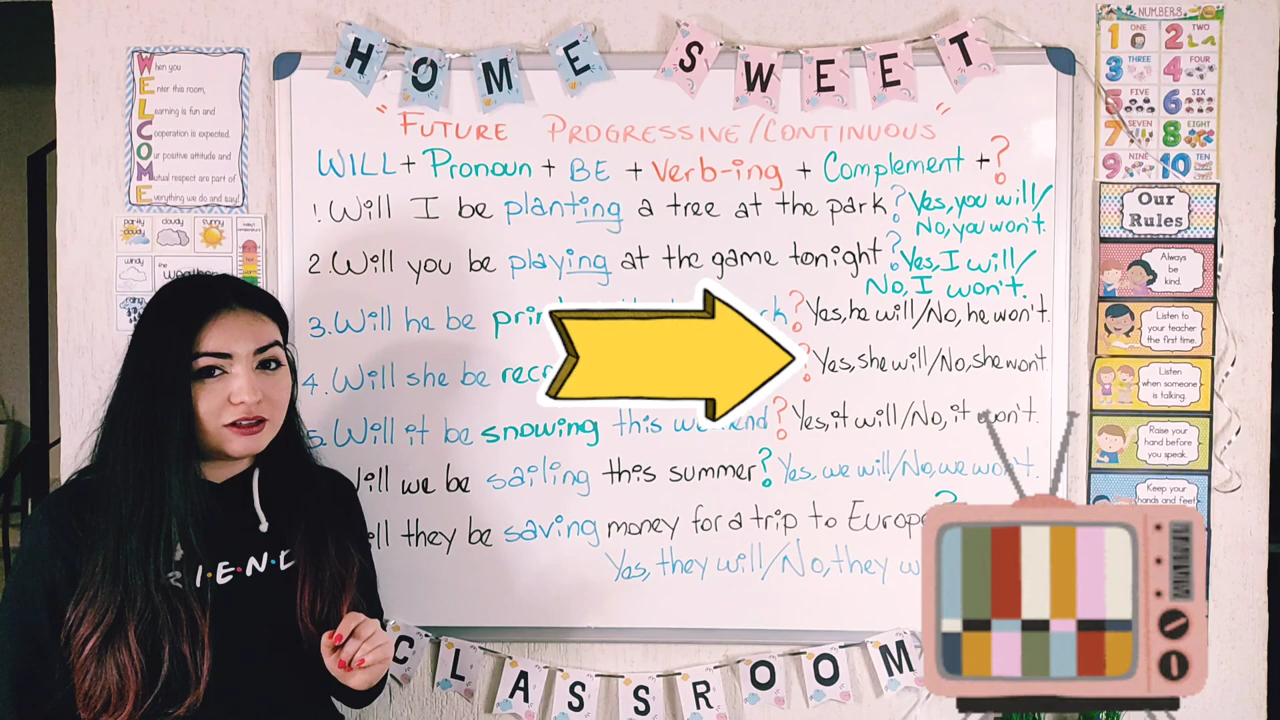 HOME SWEET
"FUTURE PROGRESSIVE/CONTINUOUS"
WILL + Pronoun + BE + Verb-ing + Complement + ?
1. Will I be planting a tree at the park? Yes, you will/
No, you won't.
2. Will you be playing at the game tonight? Yes, I will/
No, I won't.
3. Will he be ? Yes, he will/No, he won't.
4. Will she be ? Yes, she will/No, she wont
5. Will it be snowing this ? Yes, it will/No, it won't.
we be sailing this summer? Yes, we will/No, we won't.
they be saving money for a trip to
Yes, they will/No, they
CLASSROOM
WELCOME
When you
Enter this room,
Learning is fun and
Cooperation is expected.
Our positive attitude and
Mutual respect are part of
Everything we do and say!
partly cloudy
cloudy
sunny
windy
the weather
rainy
NUMBERS
1 ONE
2 TWO
3 THREE
4 FOUR
5 FIVE
6 SIX
7 SEVEN
8 EIGHT
9 NINE
10 TEN
Our
Rules
Always
be
kind.
Listen to
your teacher
the first time.
Listen
when someone
is talking.
Raise your
hand before
you speak.
Keep your
hands and feet